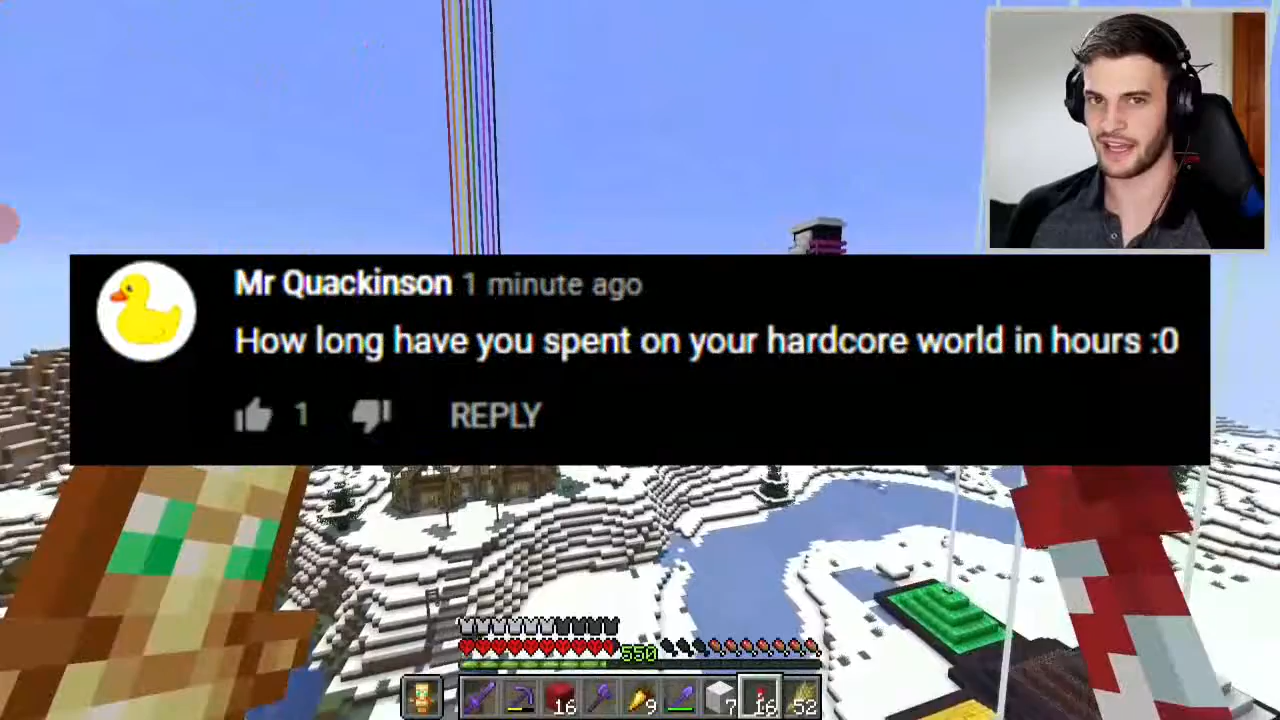 Mr Quackinson 1 minute ago
How long have you spent on your hardcore world in hours :0
1
REPLY
550
16
9
7
16
52